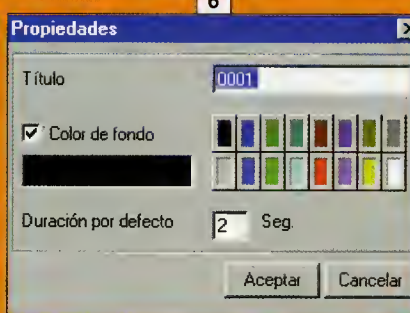 6
Propiedades
Título 0001
Color de fondo
Duración por defecto 2 Seg.
Aceptar Cancelar